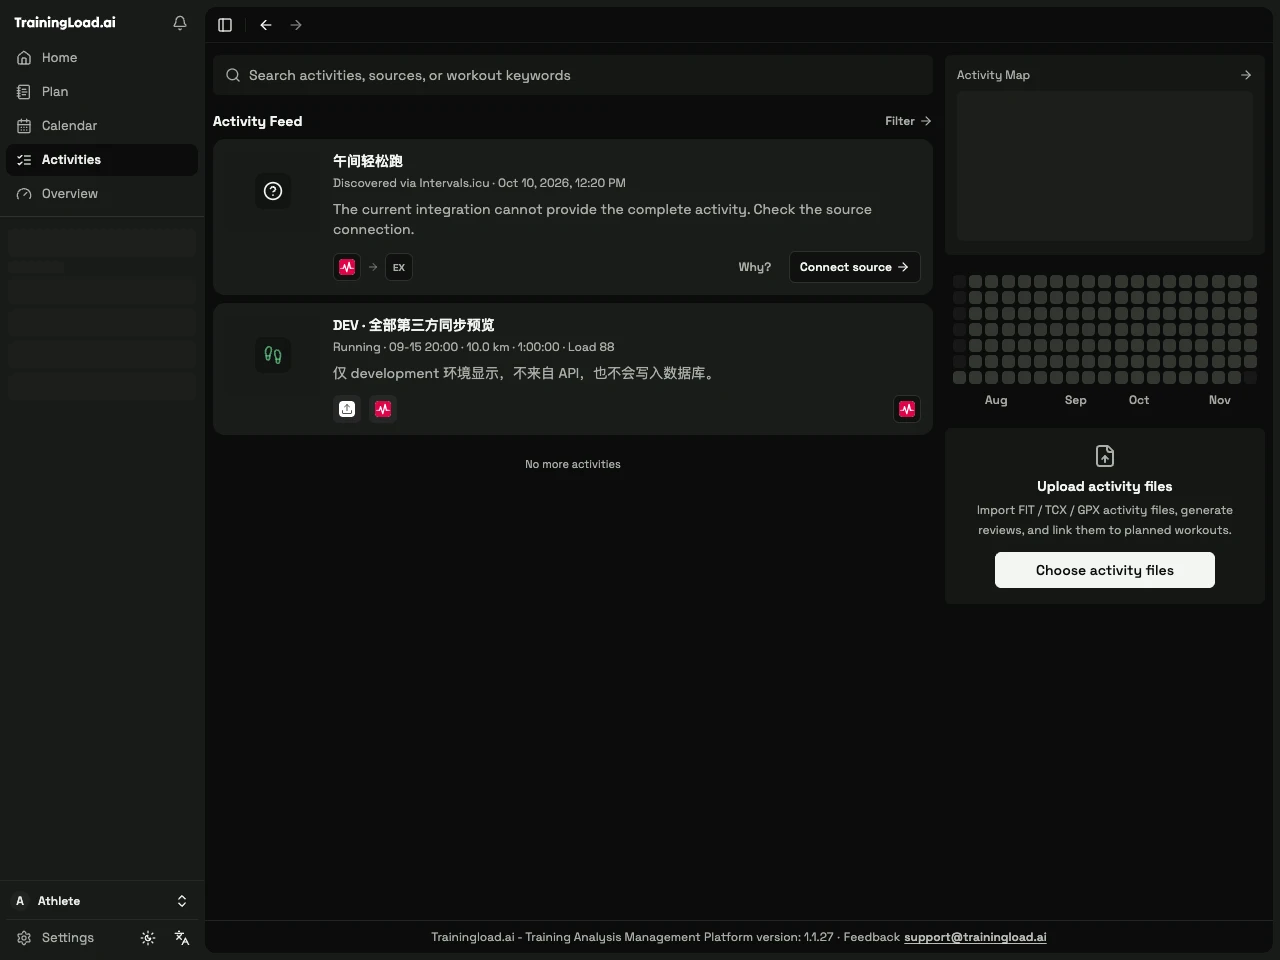 TrainingLoad.ai
Home
Plan
Calendar
Activities
Overview
Search activities, sources, or workout keywords
Activity Feed
Filter
午间轻松跑
Discovered via Intervals.icu · Oct 10, 2026, 12:20 PM
The current integration cannot provide the complete activity. Check the source
connection.
EX
Why?
Connect source
DEV · 全部第三方同步预览
Running · 09-15 20:00 · 10.0 km · 1:00:00 · Load 88
仅 development 环境显示，不来自 API，也不会写入数据库。
No more activities
Activity Map
Aug
Sep
Oct
Nov
Upload activity files
Import FIT / TCX / GPX activity files, generate
reviews, and link them to planned workouts.
Choose activity files
A
Athlete
Settings
Trainingload.ai - Training Analysis Management Platform version: 1.1.27 · Feedback support@trainingload.ai